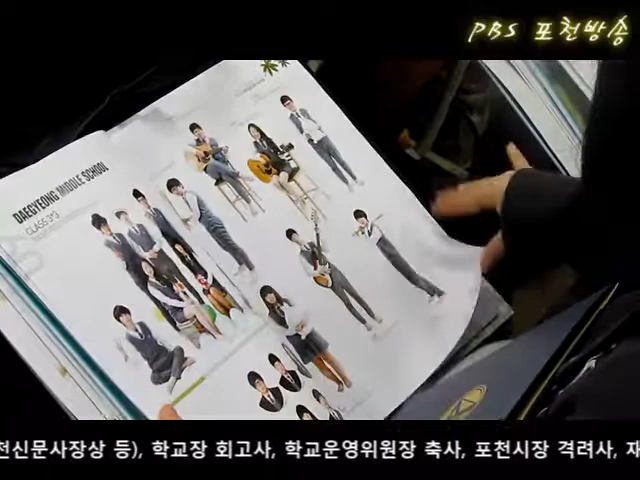 PBS 포천방송
DAEGYEONG MIDDLE SCHOOL
CLASS 3*3
천신문사장상 등), 학교장 회고사, 학교운영위원장 축사, 포천시장 격려사, 재